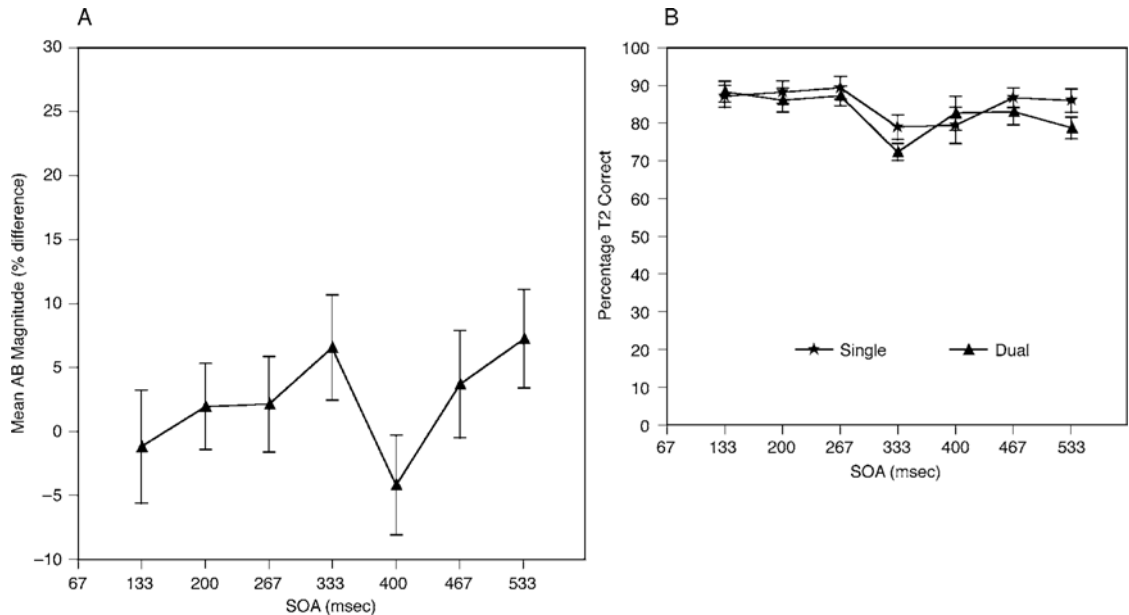 A
30
25
20
15
10
5
0
−5
−10
Mean AB Magnitude (% difference)
67 133 200 267 333 400 467 533
SOA (msec)
B
100
90
80
70
60
50
40
30
20
10
0
Percentage T2 Correct
Single Dual
67 133 200 267 333 400 467 533
SOA (msec)